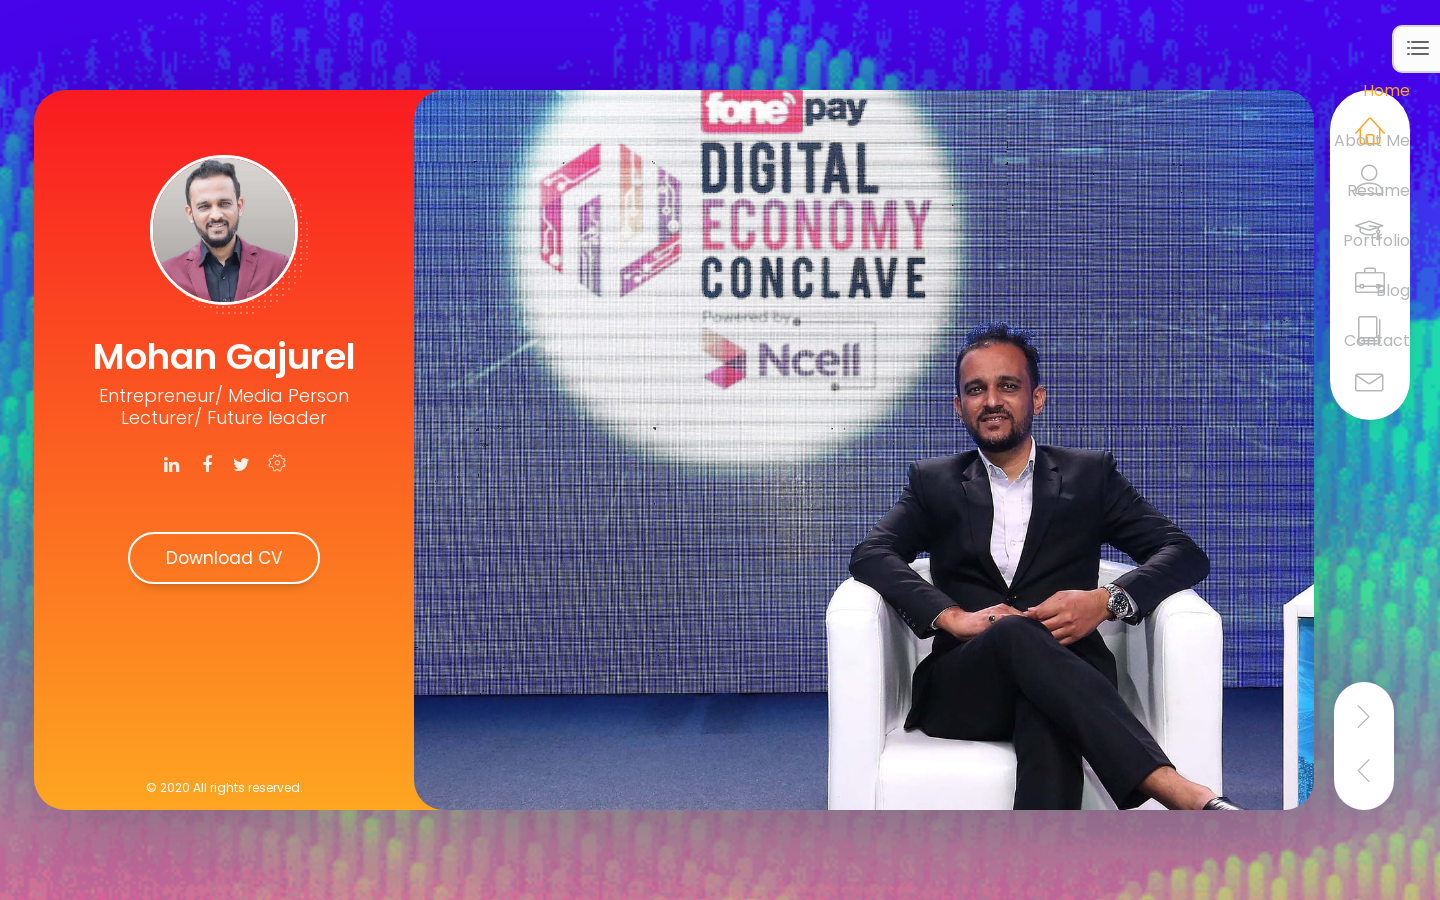 Mohan Gajurel
Entrepreneur/ Media Person
Lecturer/ Future leader
Download CV
© 2020 All rights reserved.
fone pay
DIGITAL
ECONOMY
CONCLAVE
Powered by
Ncell
Home
About Me
Resume
Portfolio
Blog
Contact